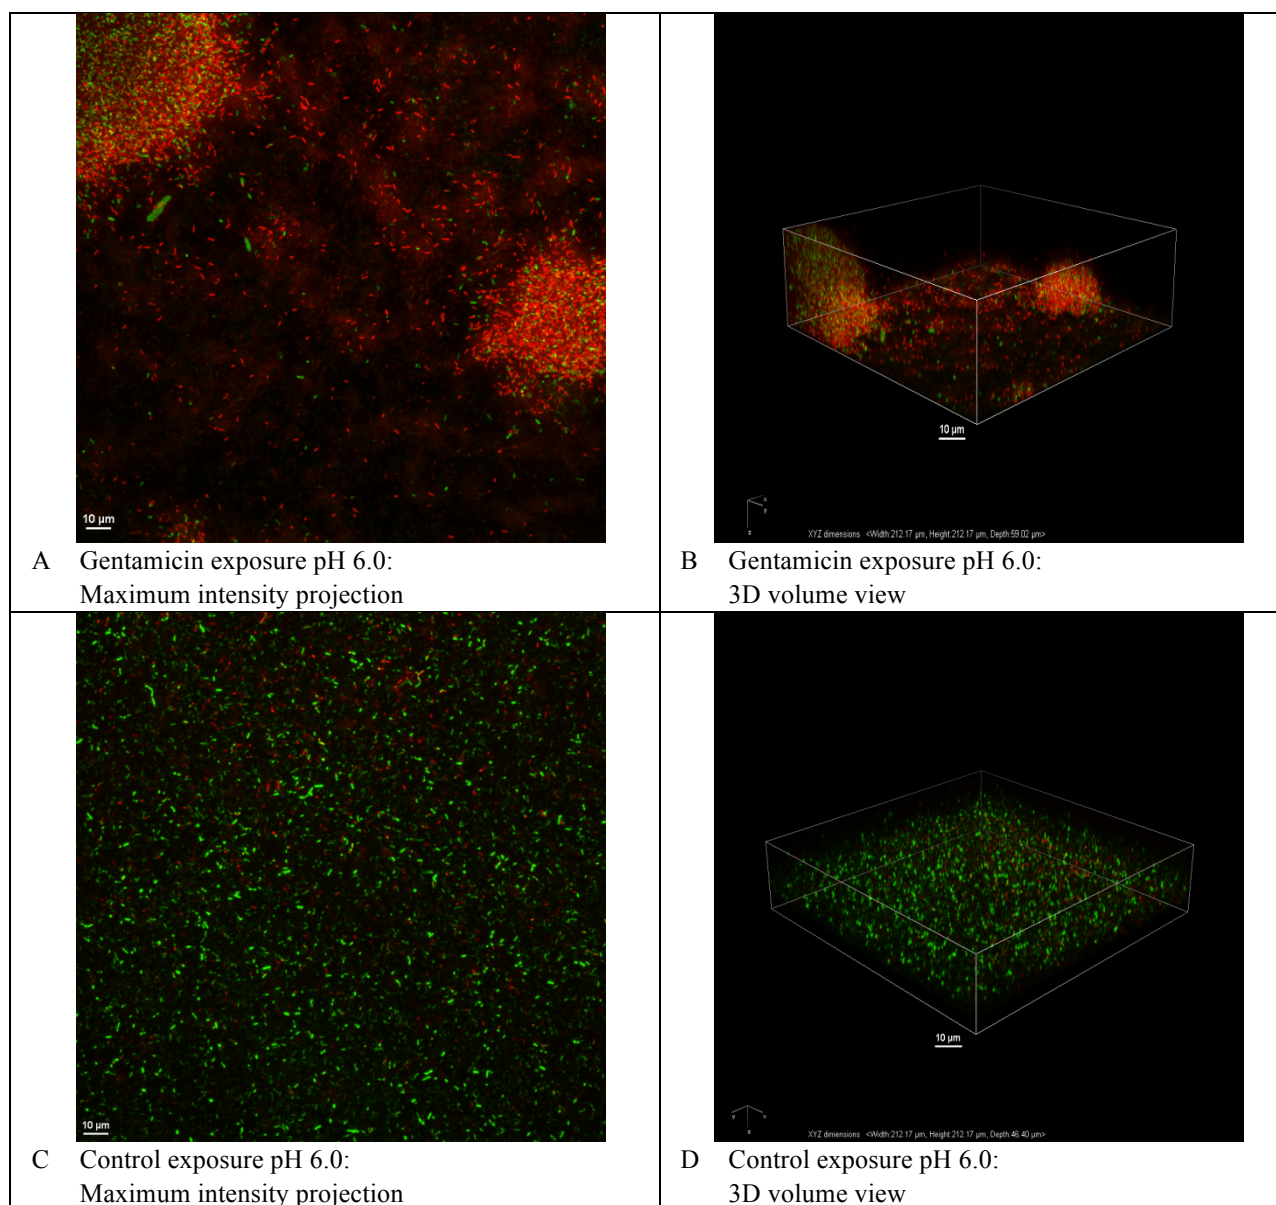 10 µm
A Gentamicin exposure pH 6.0:
Maximum intensity projection
10 µm
x
y
z
XYZ dimensions <Width:212.17 µm, Height:212.17 µm, Depth:59.02 µm>
B Gentamicin exposure pH 6.0:
3D volume view
10 µm
C Control exposure pH 6.0:
Maximum intensity projection
10 µm
y x
z
XYZ dimensions <Width:212.17 µm, Height:212.17 µm, Depth:46.40 µm>
D Control exposure pH 6.0:
3D volume view